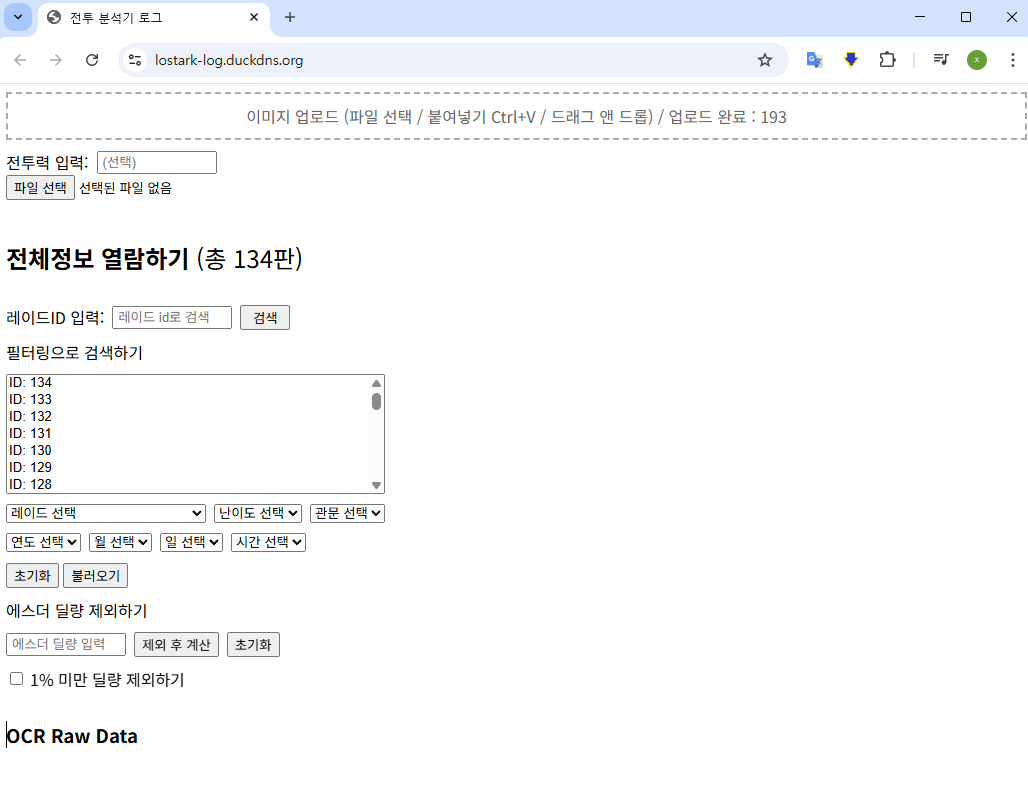 전투 분석기 로그
lostark-log.duckdns.org
이미지 업로드 (파일 선택 / 붙여넣기 Ctrl+V / 드래그 앤 드롭) / 업로드 완료 : 193
전투력 입력: (선택)
파일 선택 선택된 파일 없음
전체정보 열람하기 (총 134판)
레이드ID 입력: 레이드 id로 검색 검색
필터링으로 검색하기
ID: 134
ID: 133
ID: 132
ID: 131
ID: 130
ID: 129
ID: 128
레이드 선택 난이도 선택 관문 선택
연도 선택 월 선택 일 선택 시간 선택
초기화 불러오기
에스더 딜량 제외하기
에스더 딜량 입력 제외 후 계산 초기화
1% 미만 딜량 제외하기
OCR Raw Data